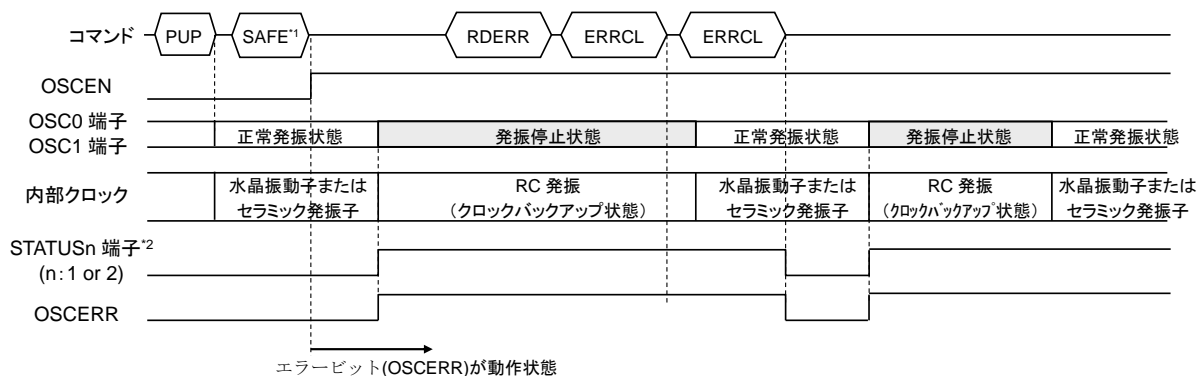 コマンド PUP SAFE*1 RDERR ERRCL ERRCL
OSCEN
OSC0 端子
OSC1 端子
正常発振状態 発振停止状態 正常発振状態 発振停止状態 正常発振状態
内部クロック
水晶振動子または
セラミック発振子
RC 発振
(クロックバックアップ状態)
水晶振動子または
セラミック発振子
RC 発振
(クロックバックアップ状態)
水晶振動子または
セラミック発振子
STATUSn 端子*2
(n:1 or 2)
OSCERR
エラービット(OSCERR)が動作状態